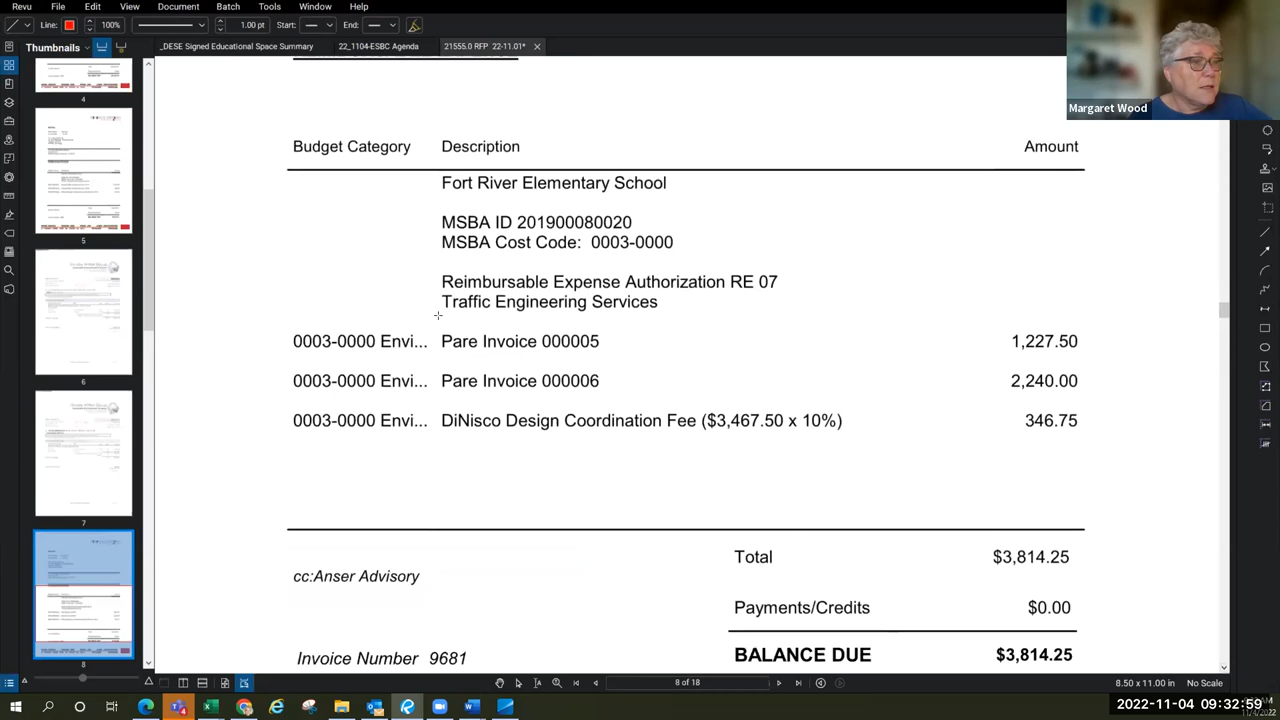 Revu File Edit View Document Batch Tools Window Help
Line: 100% 1.00 pt Start: End:
Thumbnails _DESE Signed Educational Space Summary 22_1104-ESBC Agenda 21555.0 RFP 22-11.01*
Margaret Wood
4
5
6
7
8
Budget Category Description Amount
Fort River Elementary School
MSBA ID 201600080020
MSBA Cost Code: 0003-0000
Reimbursable Expense Authorization RE 07
Traffic Engineering Services
0003-0000 Envi... Pare Invoice 000005 1,227.50
0003-0000 Envi... Pare Invoice 000006 2,240.00
0003-0000 Envi... DiNisco Design Coordination Fee ($3,467.50 x 10%) 346.75
Total $3,814.25
cc:Anser Advisory
Payments/Credits $0.00
Invoice Number 9681 BALANCE DUE $3,814.25
8 of 18 8.50 x 11.00 in No Scale
2022-11-04 09:32:59